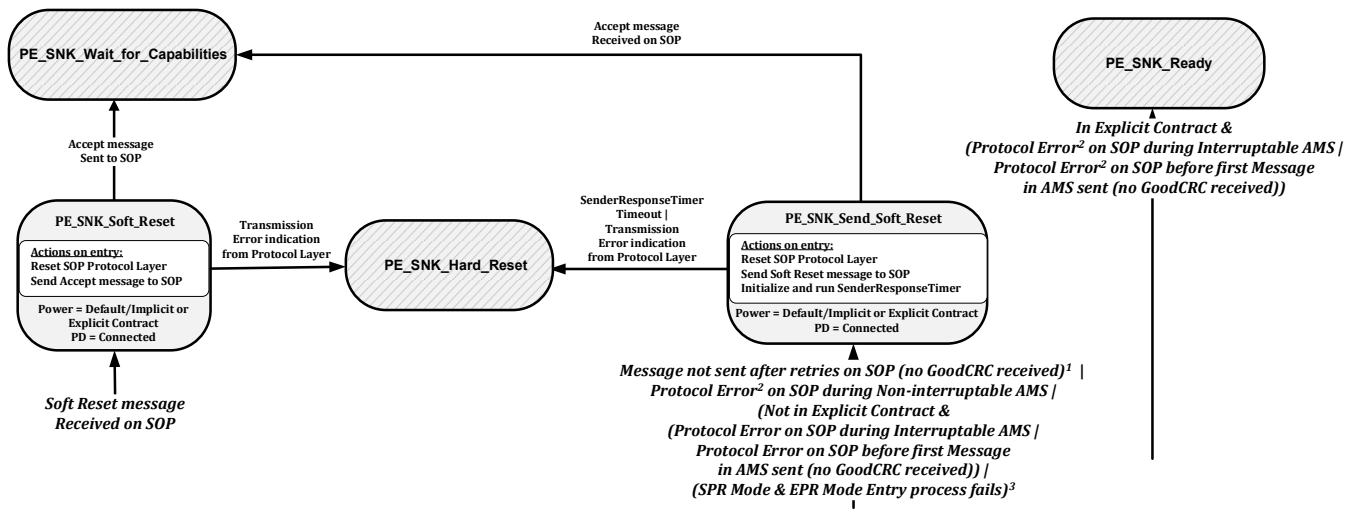 PE_SNK_Wait_for_Capabilities
Accept message
Received on SOP
PE_SNK_Ready
In Explicit Contract &
(Protocol Error² on SOP during Interruptable AMS |
Protocol Error² on SOP before first Message
in AMS sent (no GoodCRC received))
Accept message
Sent to SOP
PE_SNK_Soft_Reset
Actions on entry:
Reset SOP Protocol Layer
Send Accept message to SOP
Power = Default/Implicit or
Explicit Contract
PD = Connected
Transmission
Error indication
from Protocol Layer
PE_SNK_Hard_Reset
SenderResponseTimer
Timeout |
Transmission
Error indication
from Protocol Layer
PE_SNK_Send_Soft_Reset
Actions on entry:
Reset SOP Protocol Layer
Send Soft Reset message to SOP
Initialize and run SenderResponseTimer
Power = Default/Implicit or Explicit Contract
PD = Connected
Soft Reset message
Received on SOP
Message not sent after retries on SOP (no GoodCRC received)¹ |
Protocol Error² on SOP during Non-interruptable AMS |
(Not in Explicit Contract &
(Protocol Error on SOP during Interruptable AMS |
Protocol Error on SOP before first Message
in AMS sent (no GoodCRC received)) |
(SPR Mode & EPR Mode Entry process fails)³